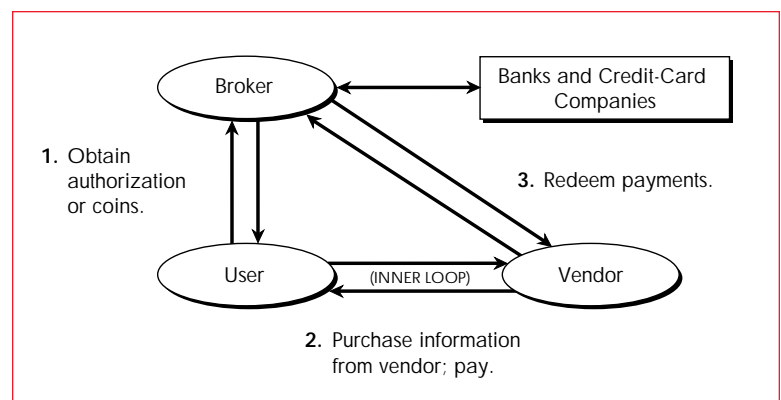 Broker
Banks and Credit-Card
Companies
1. Obtain
authorization
or coins.
3. Redeem payments.
User
(INNER LOOP)
Vendor
2. Purchase information
from vendor; pay.